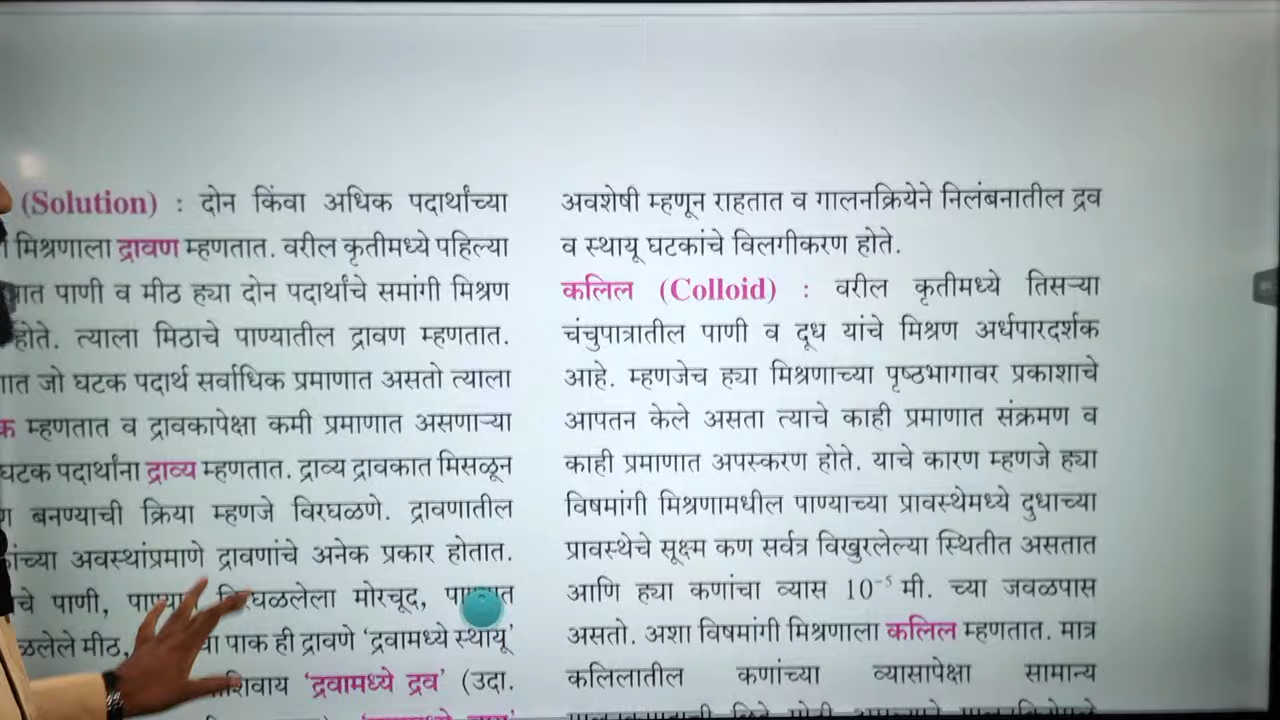 (Solution) : दोन किंवा अधिक पदार्थांच्या
मिश्रणाला द्रावण म्हणतात. वरील कृतीमध्ये पहिल्या
पाणी व मीठ ह्या दोन पदार्थांचे समांगी मिश्रण
होते. त्याला मिठाचे पाण्यातील द्रावण म्हणतात.
जो घटक पदार्थ सर्वाधिक प्रमाणात असतो त्याला
म्हणतात व द्रावकापेक्षा कमी प्रमाणात असणाऱ्या
घटक पदार्थांना द्राव्य म्हणतात. द्राव्य द्रावकात मिसळून
बनण्याची क्रिया म्हणजे विरघळणे. द्रावणातील
अवस्थांप्रमाणे द्रावणांचे अनेक प्रकार होतात.
पाणी, मोरचूद,
मीठ, पाक ही द्रावणे ‘द्रवामध्ये स्थायू’
‘द्रवामध्ये द्रव’ (उदा.
अवशेषी म्हणून राहतात व गालनक्रियेने निलंबनातील द्रव
व स्थायू घटकांचे विलगीकरण होते.
कलिल (Colloid) : वरील कृतीमध्ये तिसऱ्या
चंचुपात्रातील पाणी व दूध यांचे मिश्रण अर्धपारदर्शक
आहे. म्हणजेच ह्या मिश्रणाच्या पृष्ठभागावर प्रकाशाचे
आपतन केले असता त्याचे काही प्रमाणात संक्रमण व
काही प्रमाणात अपस्करण होते. याचे कारण म्हणजे ह्या
विषमांगी मिश्रणामधील पाण्याच्या प्रावस्थेमध्ये दुधाच्या
प्रावस्थेचे सूक्ष्म कण सर्वत्र विखुरलेल्या स्थितीत असतात
आणि ह्या कणांचा व्यास 10⁻⁵ मी. च्या जवळपास
असतो. अशा विषमांगी मिश्रणाला कलिल म्हणतात. मात्र
कलिलातील कणांच्या व्यासापेक्षा सामान्य